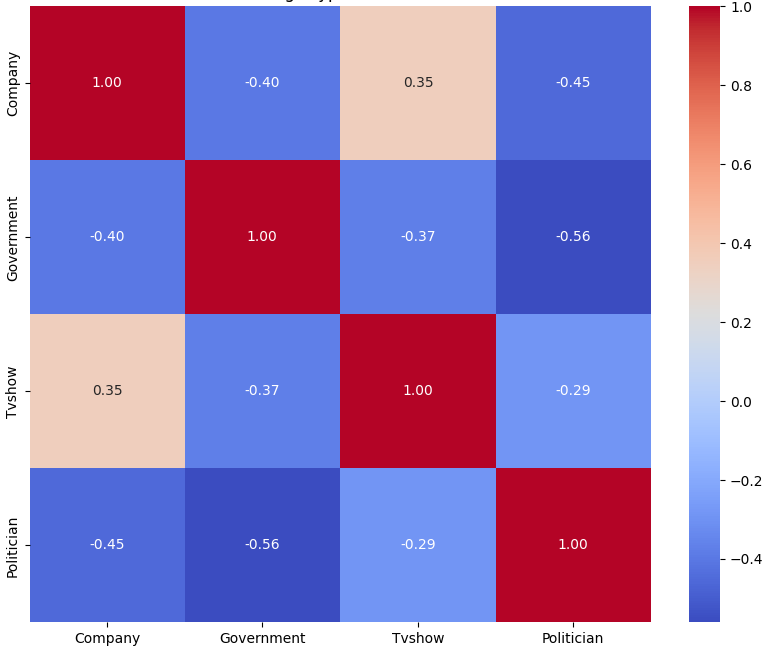 Company 1.00 -0.40 0.35 -0.45
Government -0.40 1.00 -0.37 -0.56
Tvshow 0.35 -0.37 1.00 -0.29
Politician -0.45 -0.56 -0.29 1.00
Company Government Tvshow Politician
1.0
0.8
0.6
0.4
0.2
0.0
−0.2
−0.4